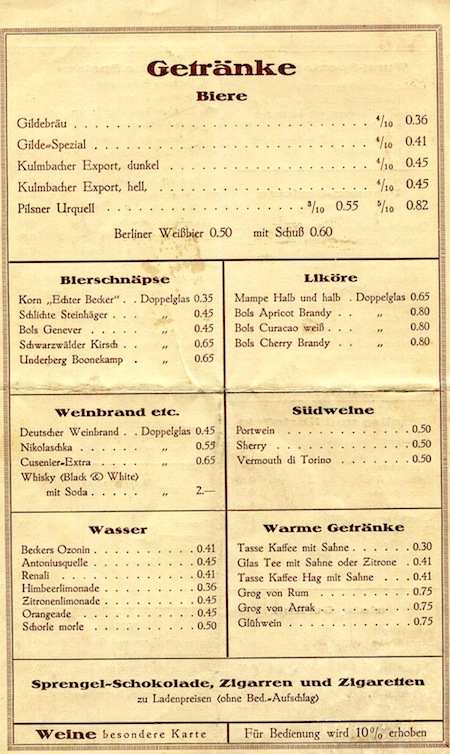 Getränke
Biere
Gildebräu . . . . . . . . . . . . . . . . . . 4/10 0.36
Gilde=Spezial . . . . . . . . . . . . . . . . . . 4/10 0.41
Kulmbacher Export, dunkel . . . . . . . . . . . . . . 4/10 0.45
Kulmbacher Export, hell, . . . . . . . . . . . . . . 4/10 0.45
Pilsner Urquell . . . . . . . . . . . . 3/10 0.55 5/10 0.82
Berliner Weißbier 0.50 mit Schuß 0.60
Bierschnäpse
Korn „Echter Becker“ . . Doppelglas 0.35
Schlichte Steinhäger . . . „ 0.45
Bols Genever . . . . „ 0.45
Schwarzwälder Kirsch . . „ 0.65
Underberg Boonekamp . „ 0.65
Liköre
Mampe Halb und halb . Doppelglas 0.65
Bols Apricot Brandy . . „ 0.80
Bols Curacao weiß . . . „ 0.80
Bols Cherry Brandy . . „ 0.80
Weinbrand etc.
Deutscher Weinbrand . . Doppelglas 0.45
Nikolaschka . . . . . „ 0.55
Cusenier=Extra . . . . „ 0.65
Whisky (Black & White)
mit Soda . . . . . „ 2.—
Südweine
Portwein . . . . . . . . . . . 0.50
Sherry . . . . . . . . . . . . 0.50
Vermouth di Torino . . . . . . . 0.50
Wasser
Beckers Ozonin . . . . . . . . . . 0.41
Antoniusquelle . . . . . . . . . . 0.45
Renali . . . . . . . . . . . . . 0.41
Himbeerlimonade . . . . . . . . . 0.36
Zitronenlimonade . . . . . . . . . 0.45
Orangeade . . . . . . . . . . . 0.45
Schorle morle . . . . . . . . . . 0.50
Warme Getränke
Tasse Kaffee mit Sahne . . . . . . 0.30
Glas Tee mit Sahne oder Zitrone . . 0.41
Tasse Kaffee Hag mit Sahne . . . . 0.41
Grog von Rum . . . . . . . . . 0.75
Grog von Arrak . . . . . . . . . 0.75
Glühwein . . . . . . . . . . . 0.75
Sprengel=Schokolade, Zigarren und Zigaretten
zu Ladenpreisen (ohne Bed.=Aufschlag)
Weine besondere Karte
Für Bedienung wird 10% erhoben